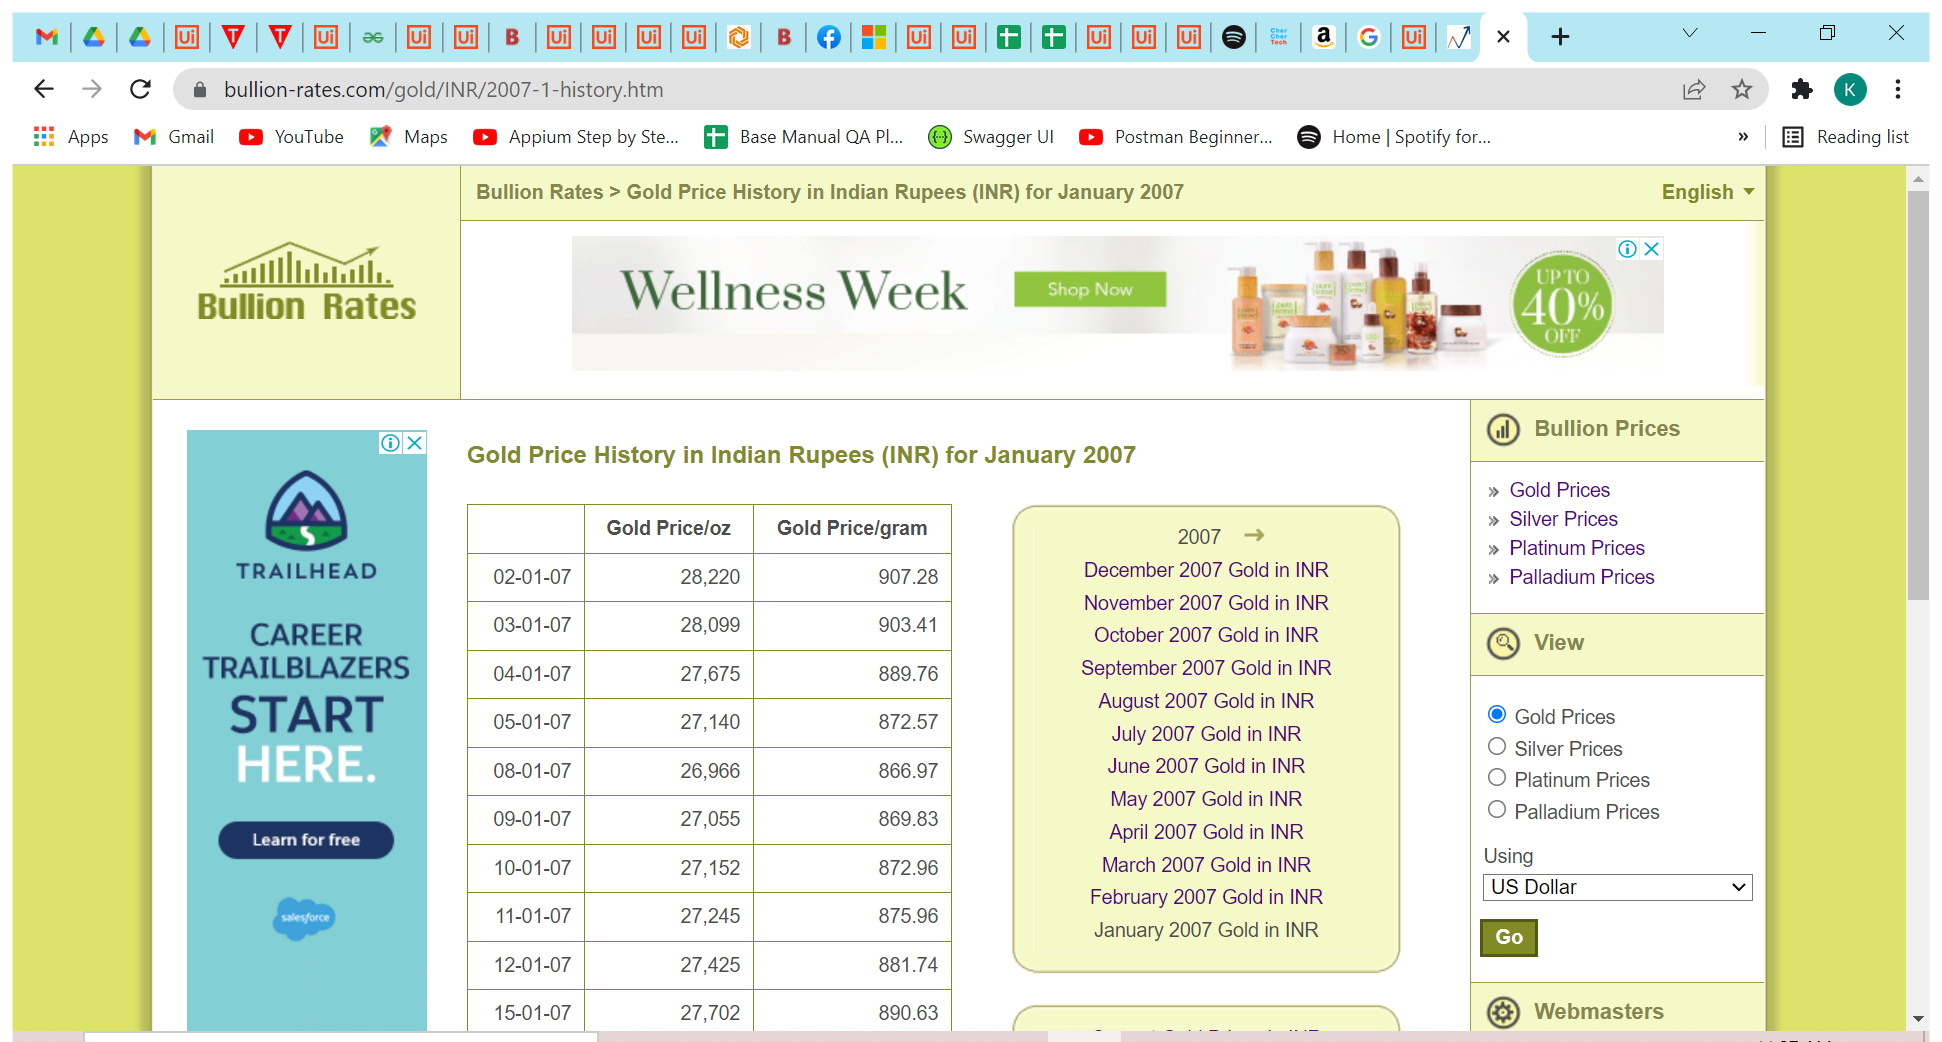 bullion-rates.com/gold/INR/2007-1-history.htm
K
Apps Gmail YouTube Maps Appium Step by Ste... Base Manual QA Pl... Swagger UI Postman Beginner... Home | Spotify for... » Reading list
Bullion Rates > Gold Price History in Indian Rupees (INR) for January 2007
English
Bullion Rates
Wellness Week
Shop Now
UP TO
40%
OFF
TRAILHEAD
CAREER
TRAILBLAZERS
START
HERE.
Learn for free
salesforce
Gold Price History in Indian Rupees (INR) for January 2007
Gold Price/oz Gold Price/gram
02-01-07 28,220 907.28
03-01-07 28,099 903.41
04-01-07 27,675 889.76
05-01-07 27,140 872.57
08-01-07 26,966 866.97
09-01-07 27,055 869.83
10-01-07 27,152 872.96
11-01-07 27,245 875.96
12-01-07 27,425 881.74
15-01-07 27,702 890.63
2007 →
December 2007 Gold in INR
November 2007 Gold in INR
October 2007 Gold in INR
September 2007 Gold in INR
August 2007 Gold in INR
July 2007 Gold in INR
June 2007 Gold in INR
May 2007 Gold in INR
April 2007 Gold in INR
March 2007 Gold in INR
February 2007 Gold in INR
January 2007 Gold in INR
Bullion Prices
Gold Prices
Silver Prices
Platinum Prices
Palladium Prices
View
Gold Prices
Silver Prices
Platinum Prices
Palladium Prices
Using
US Dollar
Go
Webmasters